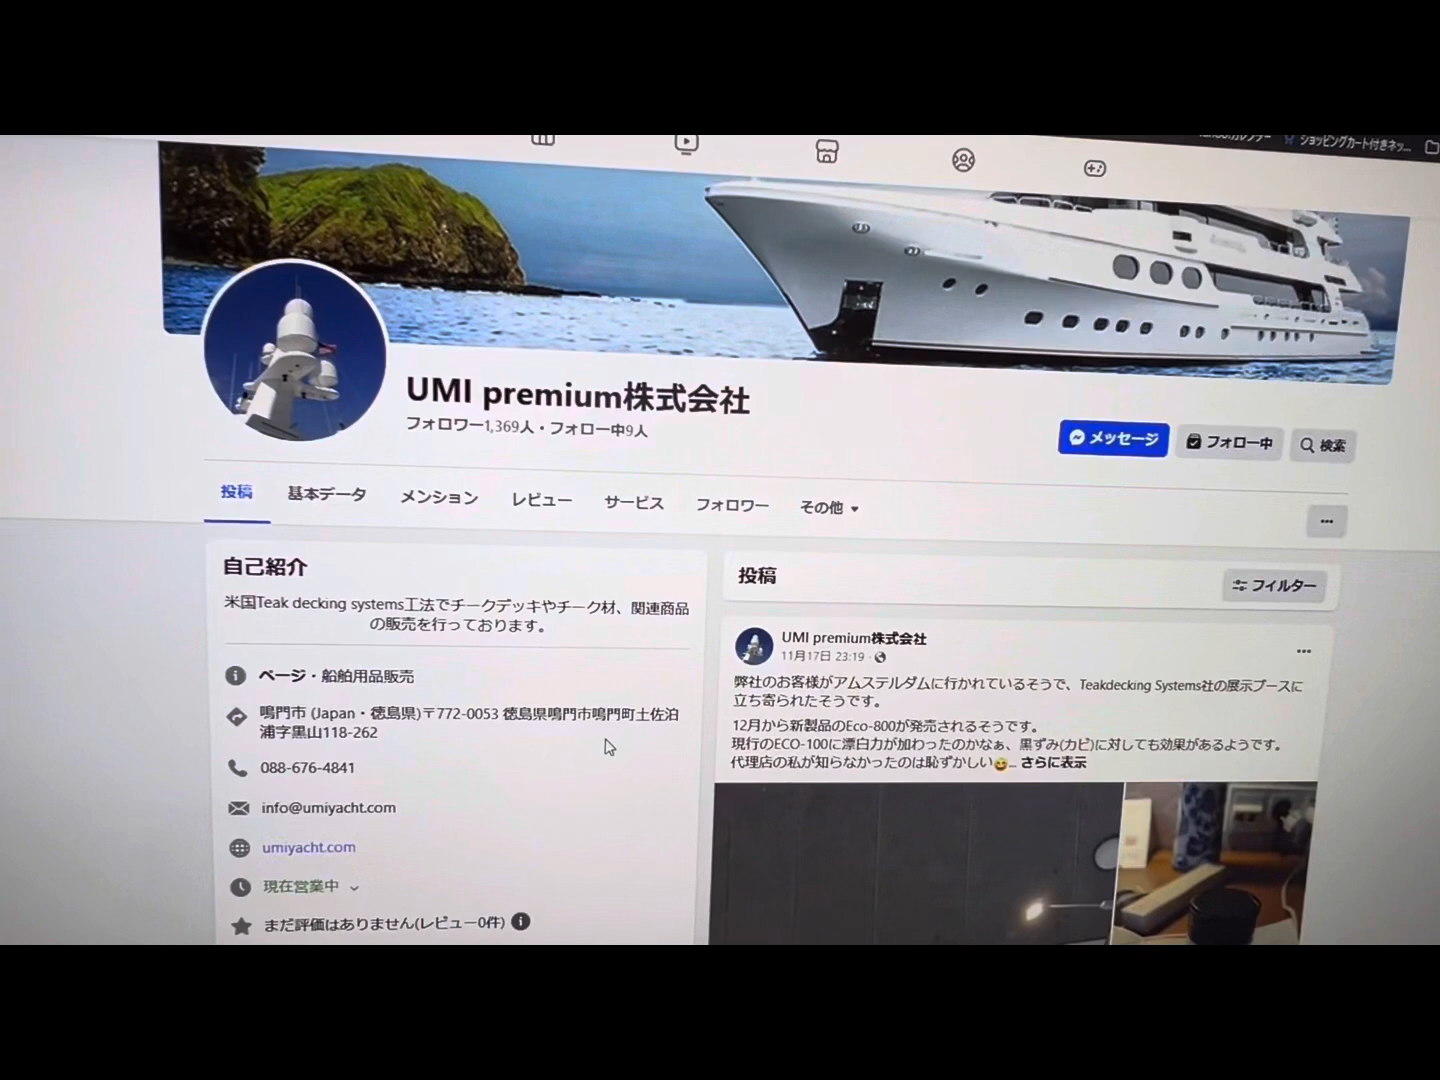 ショッピングカート付きネッ...
UMI premium株式会社
フォロワー1,369人・フォロー中9人
メッセージ
フォロー中
検索
投稿
基本データ
メンション
レビュー
サービス
フォロワー
その他
自己紹介
米国Teak decking systems工法でチークデッキやチーク材、関連商品
の販売を行っております。
ページ・船舶用品販売
鳴門市 (Japan・徳島県)〒772-0053 徳島県鳴門市鳴門町土佐泊
浦字黒山118-262
088-676-4841
info@umiyacht.com
umiyacht.com
現在営業中
まだ評価はありません(レビュー0件)
投稿
フィルター
UMI premium株式会社
11月17日 23:19
弊社のお客様がアムステルダムに行かれているそうで、Teakdecking Systems社の展示ブースに
立ち寄られたそうです。
12月から新製品のEco-800が発売されるそうです。
現行のECO-100に漂白力が加わったのかなぁ、黒ずみ(カビ)に対しても効果があるようです。
代理店の私が知らなかったのは恥ずかしい😅... さらに表示